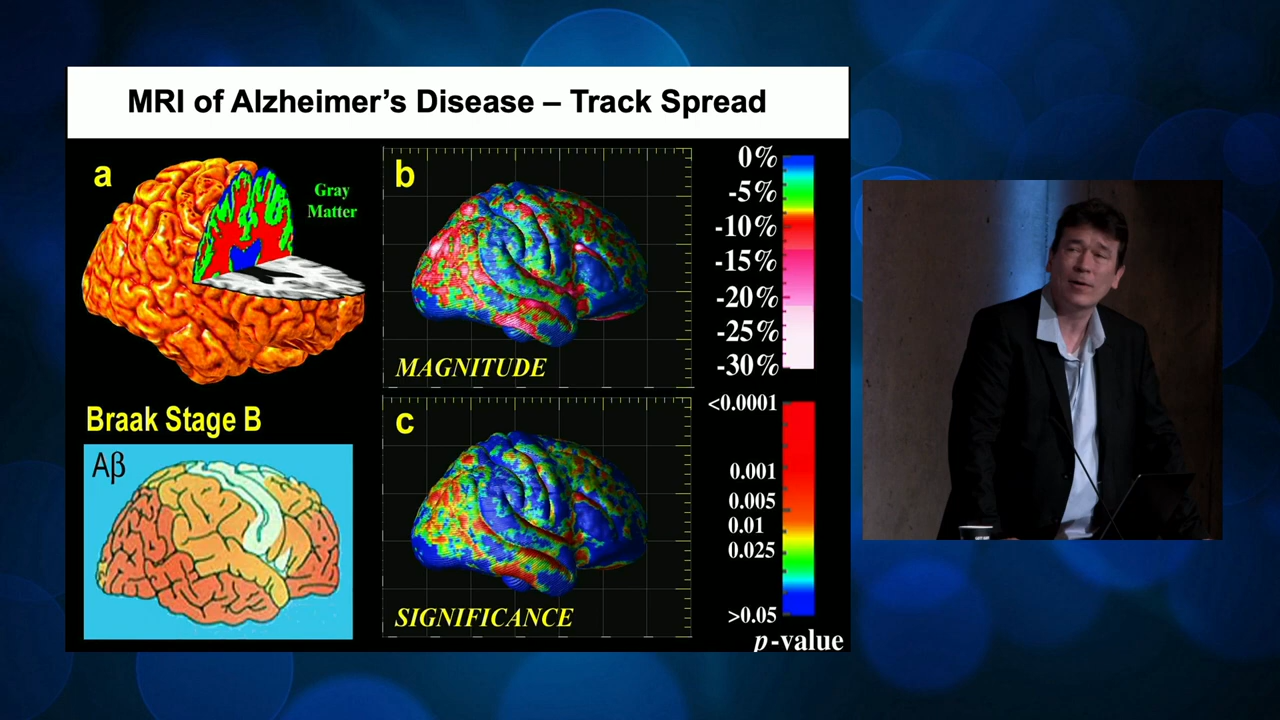 MRI of Alzheimer's Disease – Track Spread
a
Gray
Matter
b
MAGNITUDE
0%
-5%
-10%
-15%
-20%
-25%
-30%
Braak Stage B
Aβ
c
SIGNIFICANCE
<0.0001
0.001
0.005
0.01
0.025
>0.05
p-value